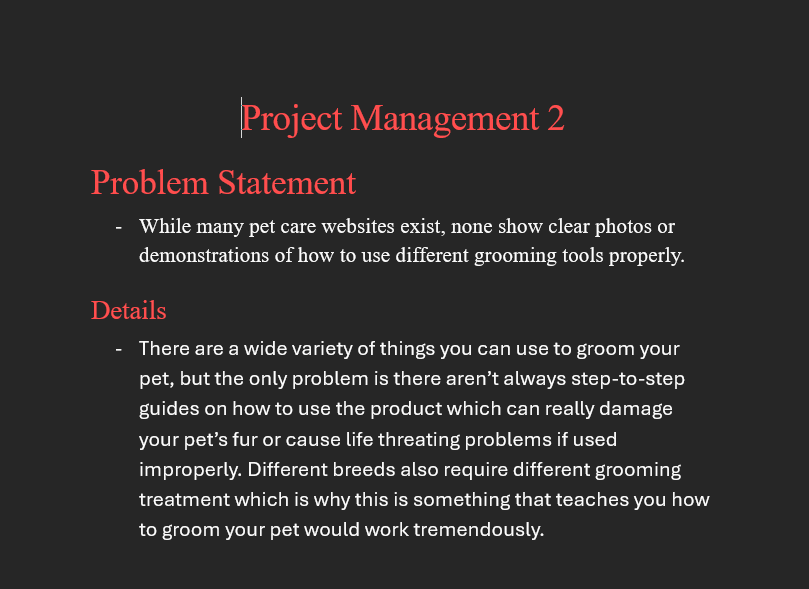 Project Management 2
Problem Statement
- While many pet care websites exist, none show clear photos or
demonstrations of how to use different grooming tools properly.
Details
- There are a wide variety of things you can use to groom your
pet, but the only problem is there aren’t always step-to-step
guides on how to use the product which can really damage
your pet’s fur or cause life threating problems if used
improperly. Different breeds also require different grooming
treatment which is why this is something that teaches you how
to groom your pet would work tremendously.